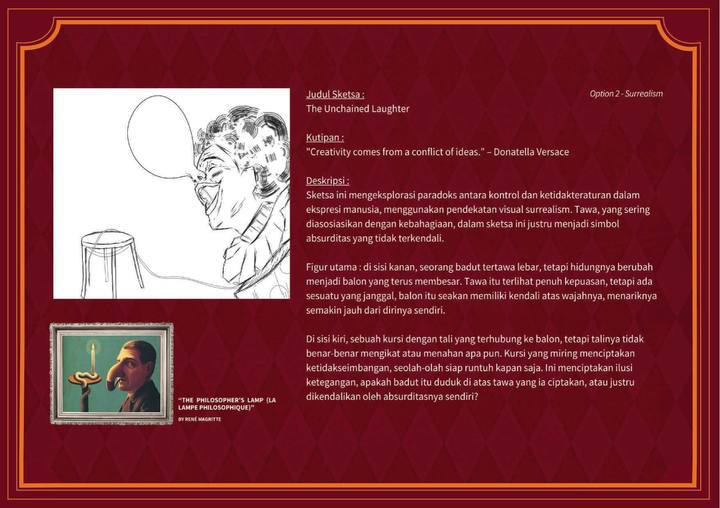 Option 2 - Surrealism
Judul Sketsa :
The Unchained Laughter
Kutipan :
"Creativity comes from a conflict of ideas." – Donatella Versace
Deskripsi :
Sketsa ini mengeksplorasi paradoks antara kontrol dan ketidakteraturan dalam
ekspresi manusia, menggunakan pendekatan visual surrealism. Tawa, yang sering
diasosiasikan dengan kebahagiaan, dalam sketsa ini justru menjadi simbol
absurditas yang tidak terkendali.
Figur utama : di sisi kanan, seorang badut tertawa lebar, tetapi hidungnya berubah
menjadi balon yang terus membesar. Tawa itu terlihat penuh kepuasan, tetapi ada
sesuatu yang janggal, balon itu seakan memiliki kendali atas wajahnya, menariknya
semakin jauh dari dirinya sendiri.
Di sisi kiri, sebuah kursi dengan tali yang terhubung ke balon, tetapi talinya tidak
benar-benar mengikat atau menahan apa pun. Kursi yang miring menciptakan
ketidakseimbangan, seolah-olah siap runtuh kapan saja. Ini menciptakan ilusi
ketegangan, apakah badut itu duduk di atas tawa yang ia ciptakan, atau justru
dikendalikan oleh absurditasnya sendiri?
"THE PHILOSOPHER'S LAMP (LA
LAMPE PHILOSOPHIQUE)"
BY RENÉ MAGRITTE